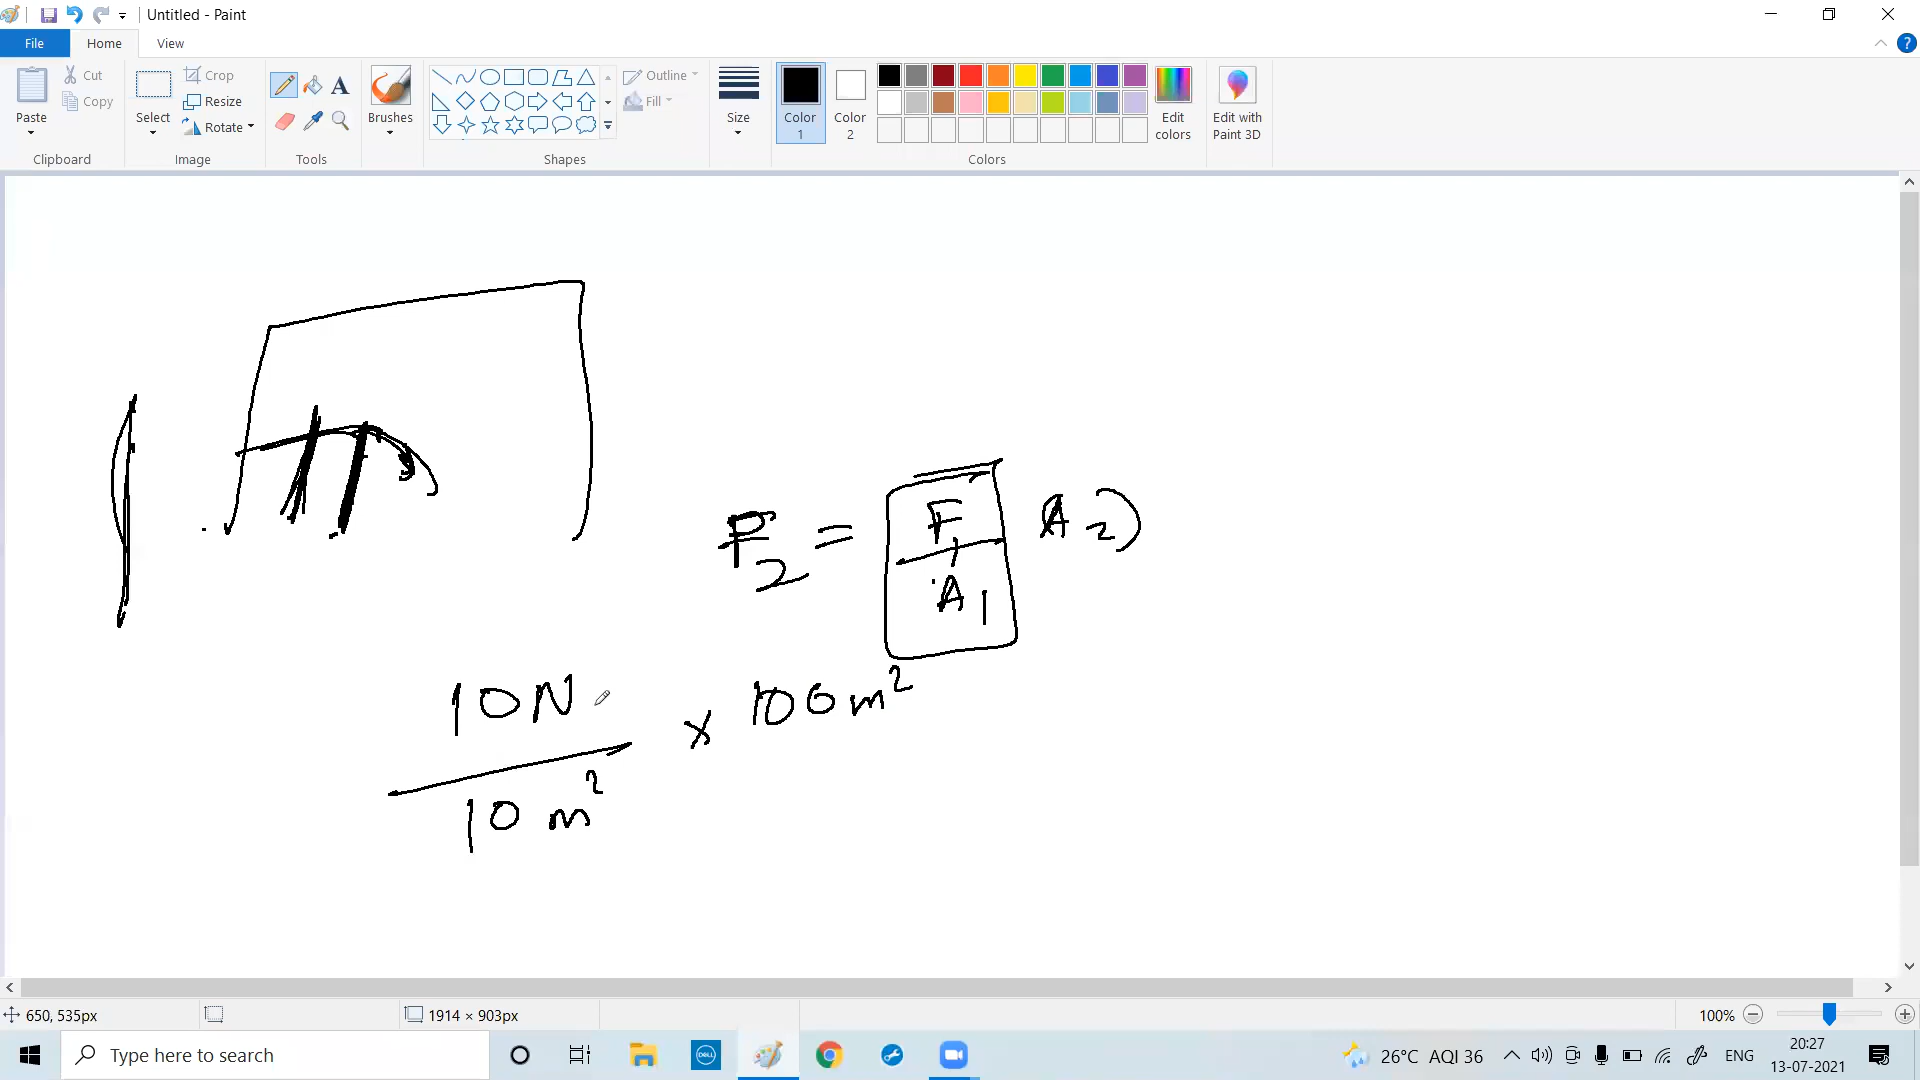 Untitled - Paint
File Home View
Paste Cut Copy Clipboard
Select Crop Resize Rotate Image
Tools
Brushes
Outline Fill Shapes
Size
Color 1 Color 2 Edit colors Edit with Paint 3D
Colors
F2 = F1 A2)
A1
10N × 100m²
10 m²
650, 535px 1914 × 903px 100%
Type here to search DELL 26°C AQI 36 ENG 20:27 13-07-2021